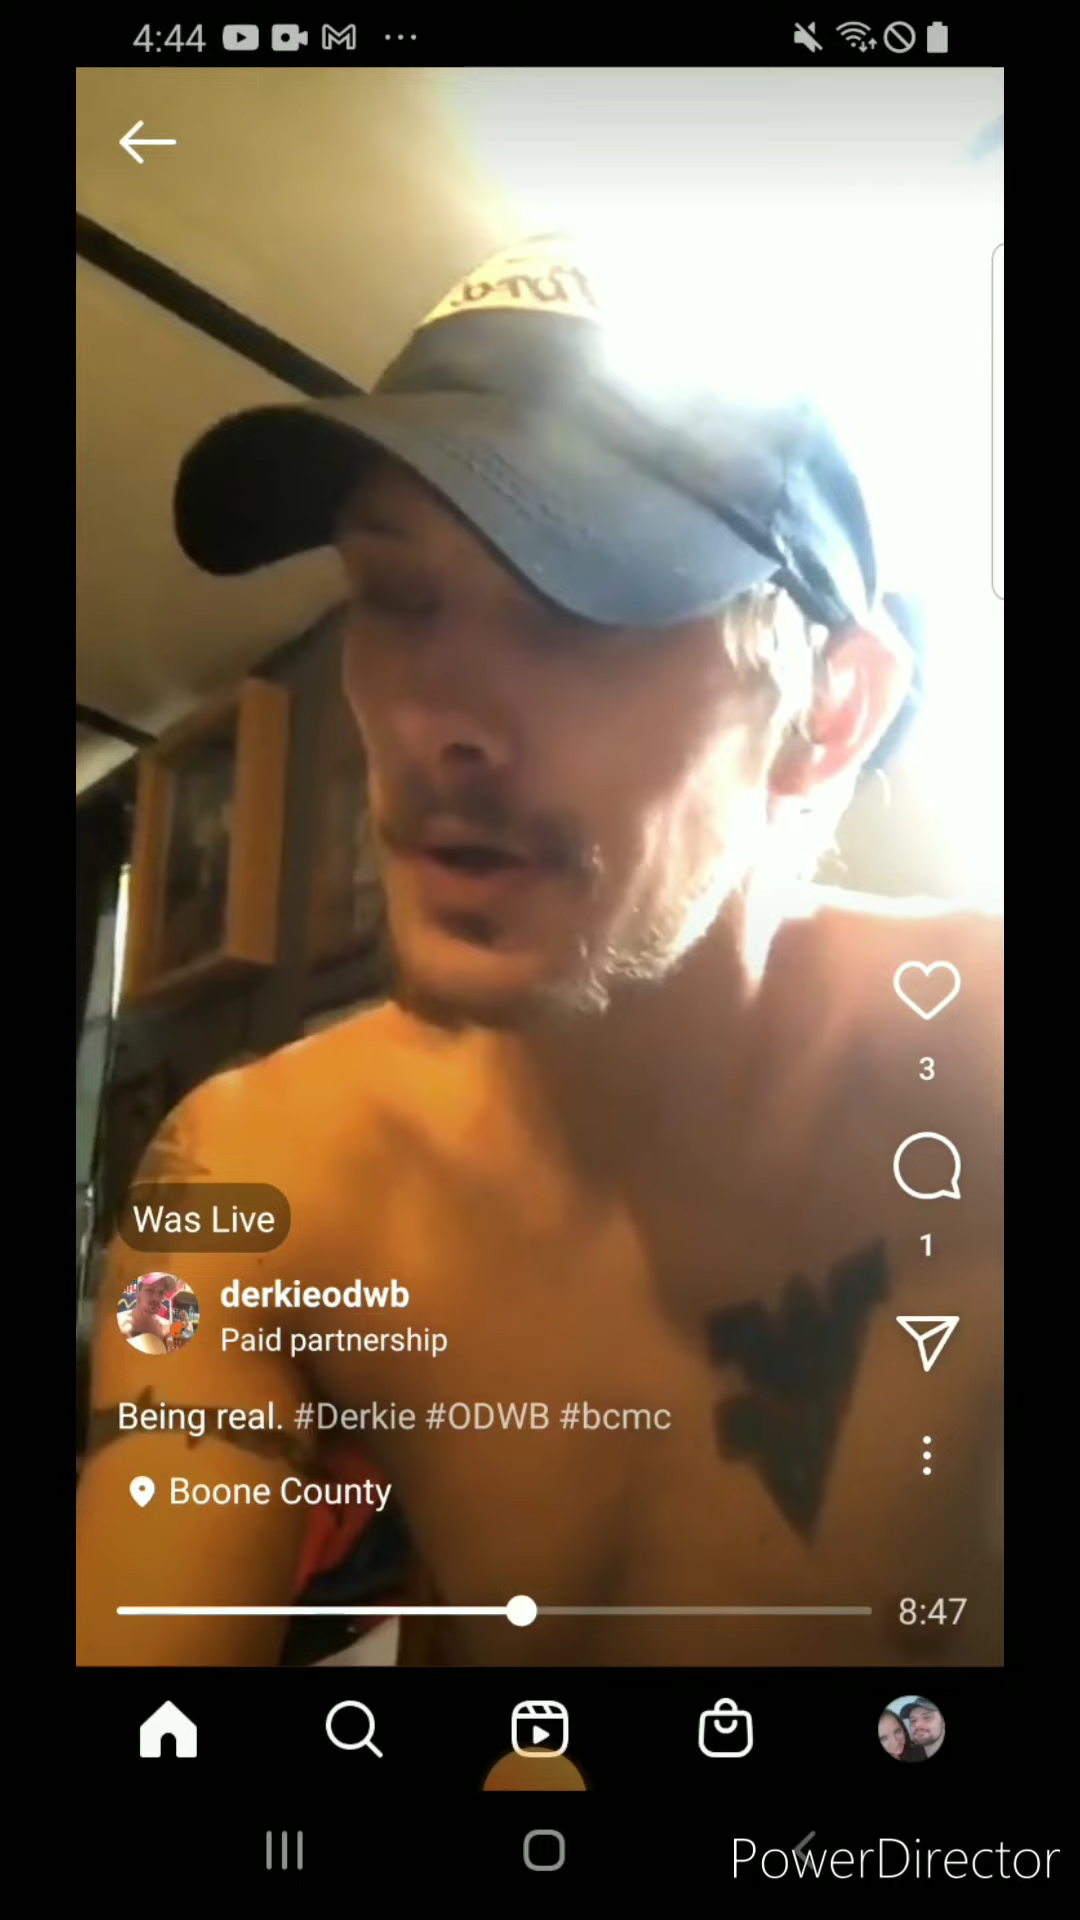 4:44
Was Live
derkieodwb
Paid partnership
Being real. #Derkie #ODWB #bcmc
Boone County
3
1
8:47
PowerDirector